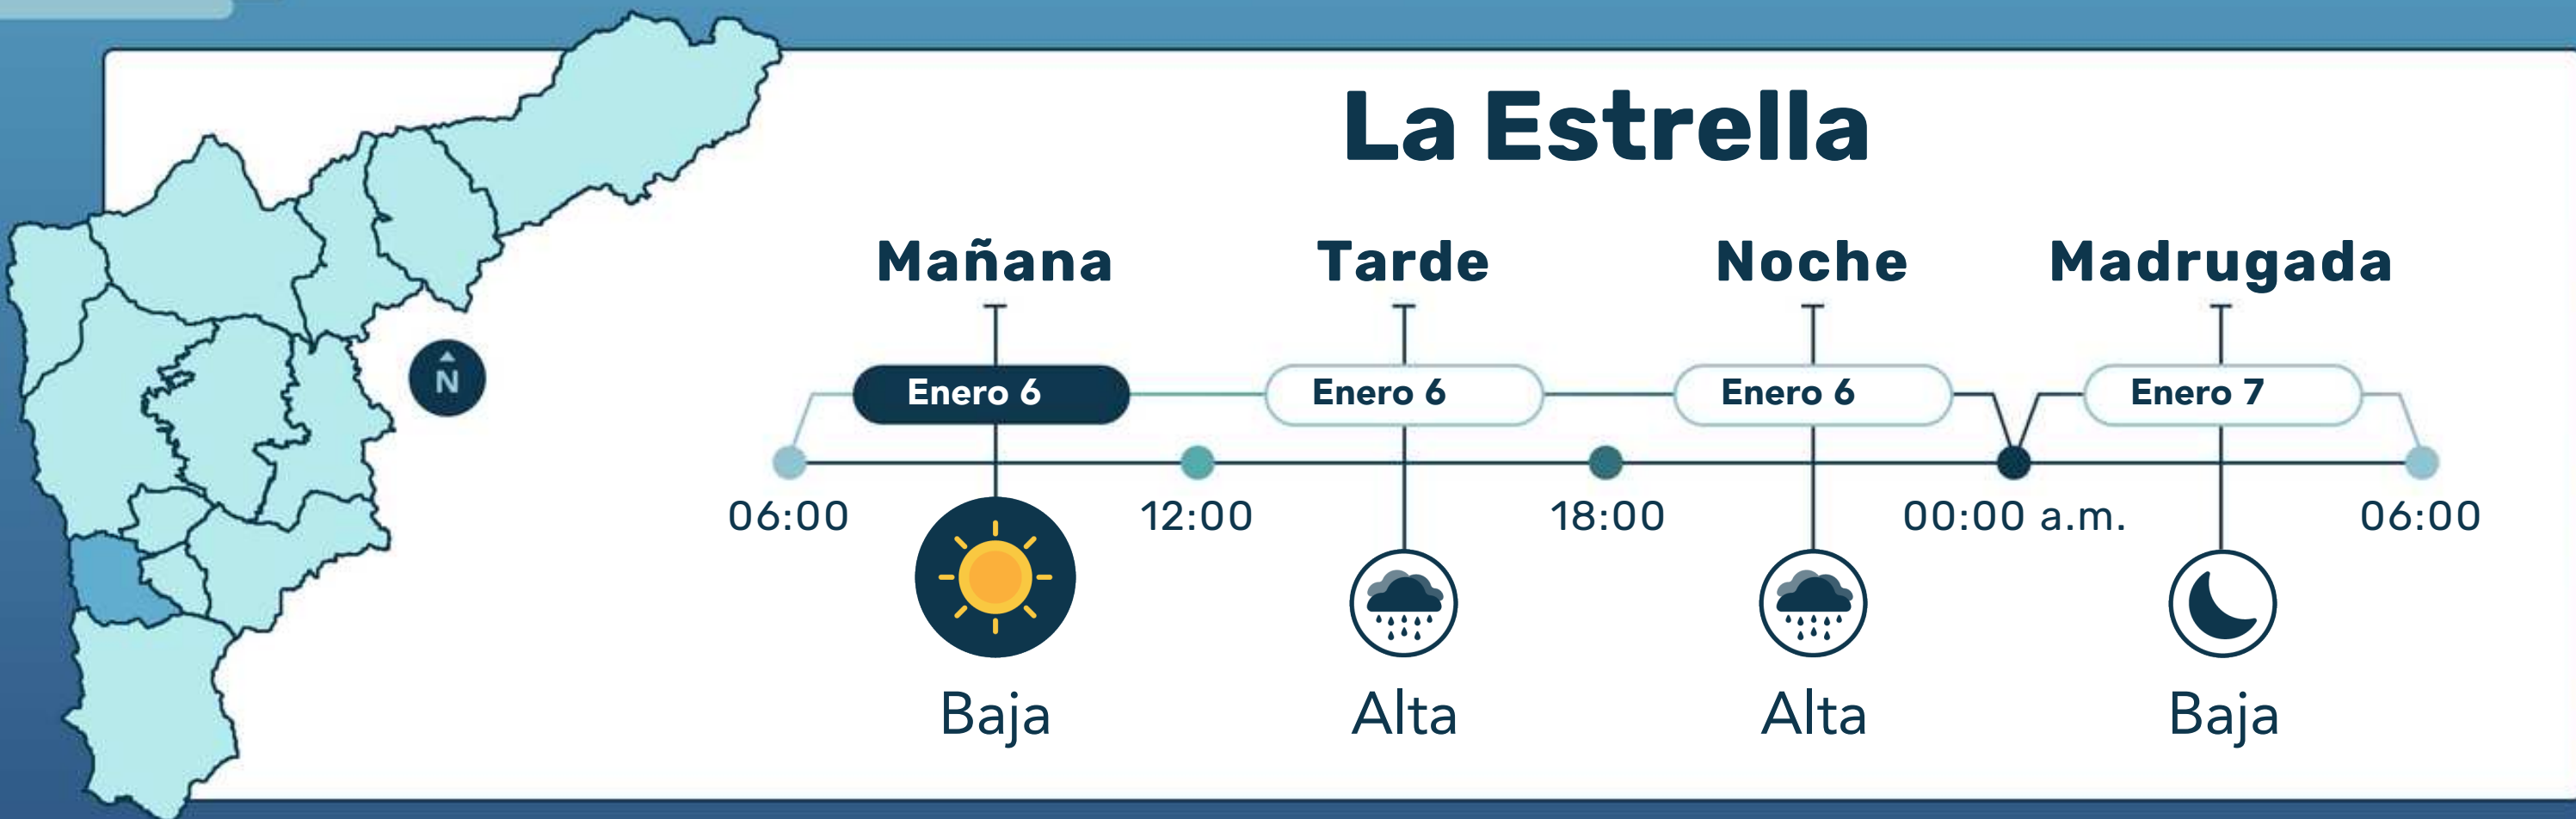 La Estrella
Mañana Tarde Noche Madrugada
N
Enero 6 Enero 6 Enero 6 Enero 7
06:00 12:00 18:00 00:00 a.m. 06:00
Baja Alta Alta Baja